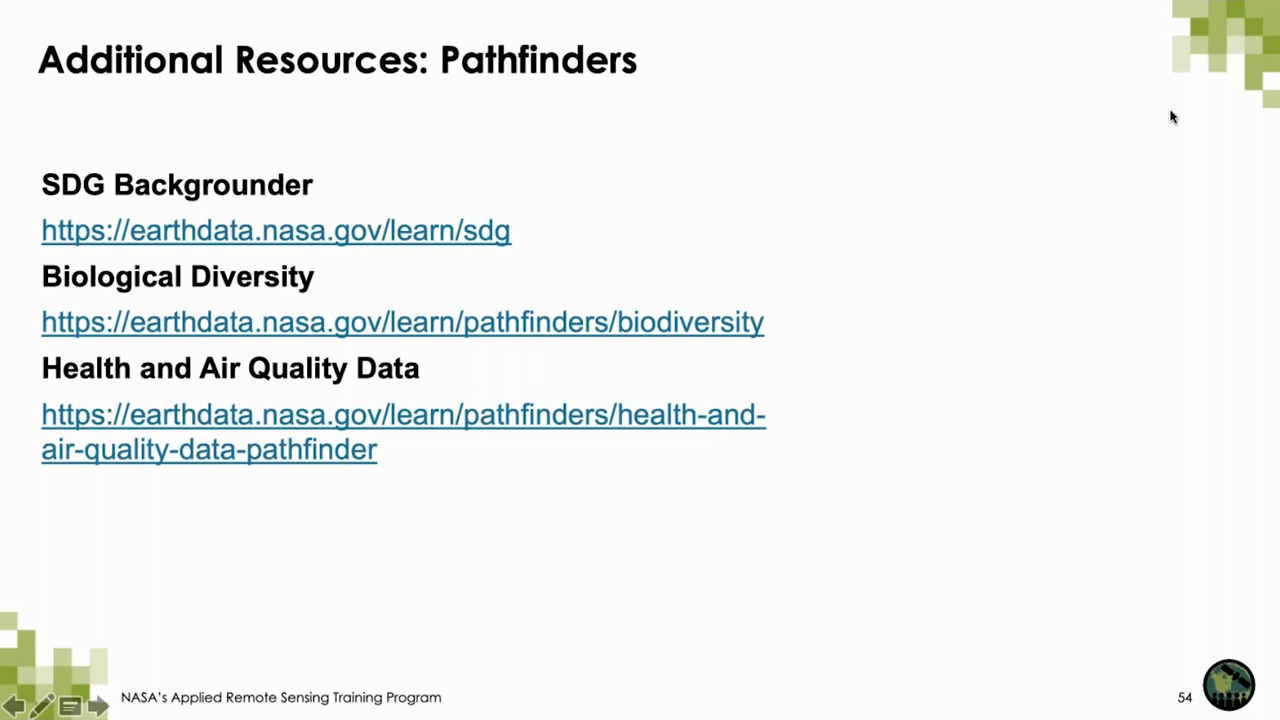 Additional Resources: Pathfinders
SDG Backgrounder
https://earthdata.nasa.gov/learn/sdg
Biological Diversity
https://earthdata.nasa.gov/learn/pathfinders/biodiversity
Health and Air Quality Data
https://earthdata.nasa.gov/learn/pathfinders/health-and-
air-quality-data-pathfinder
NASA's Applied Remote Sensing Training Program
54